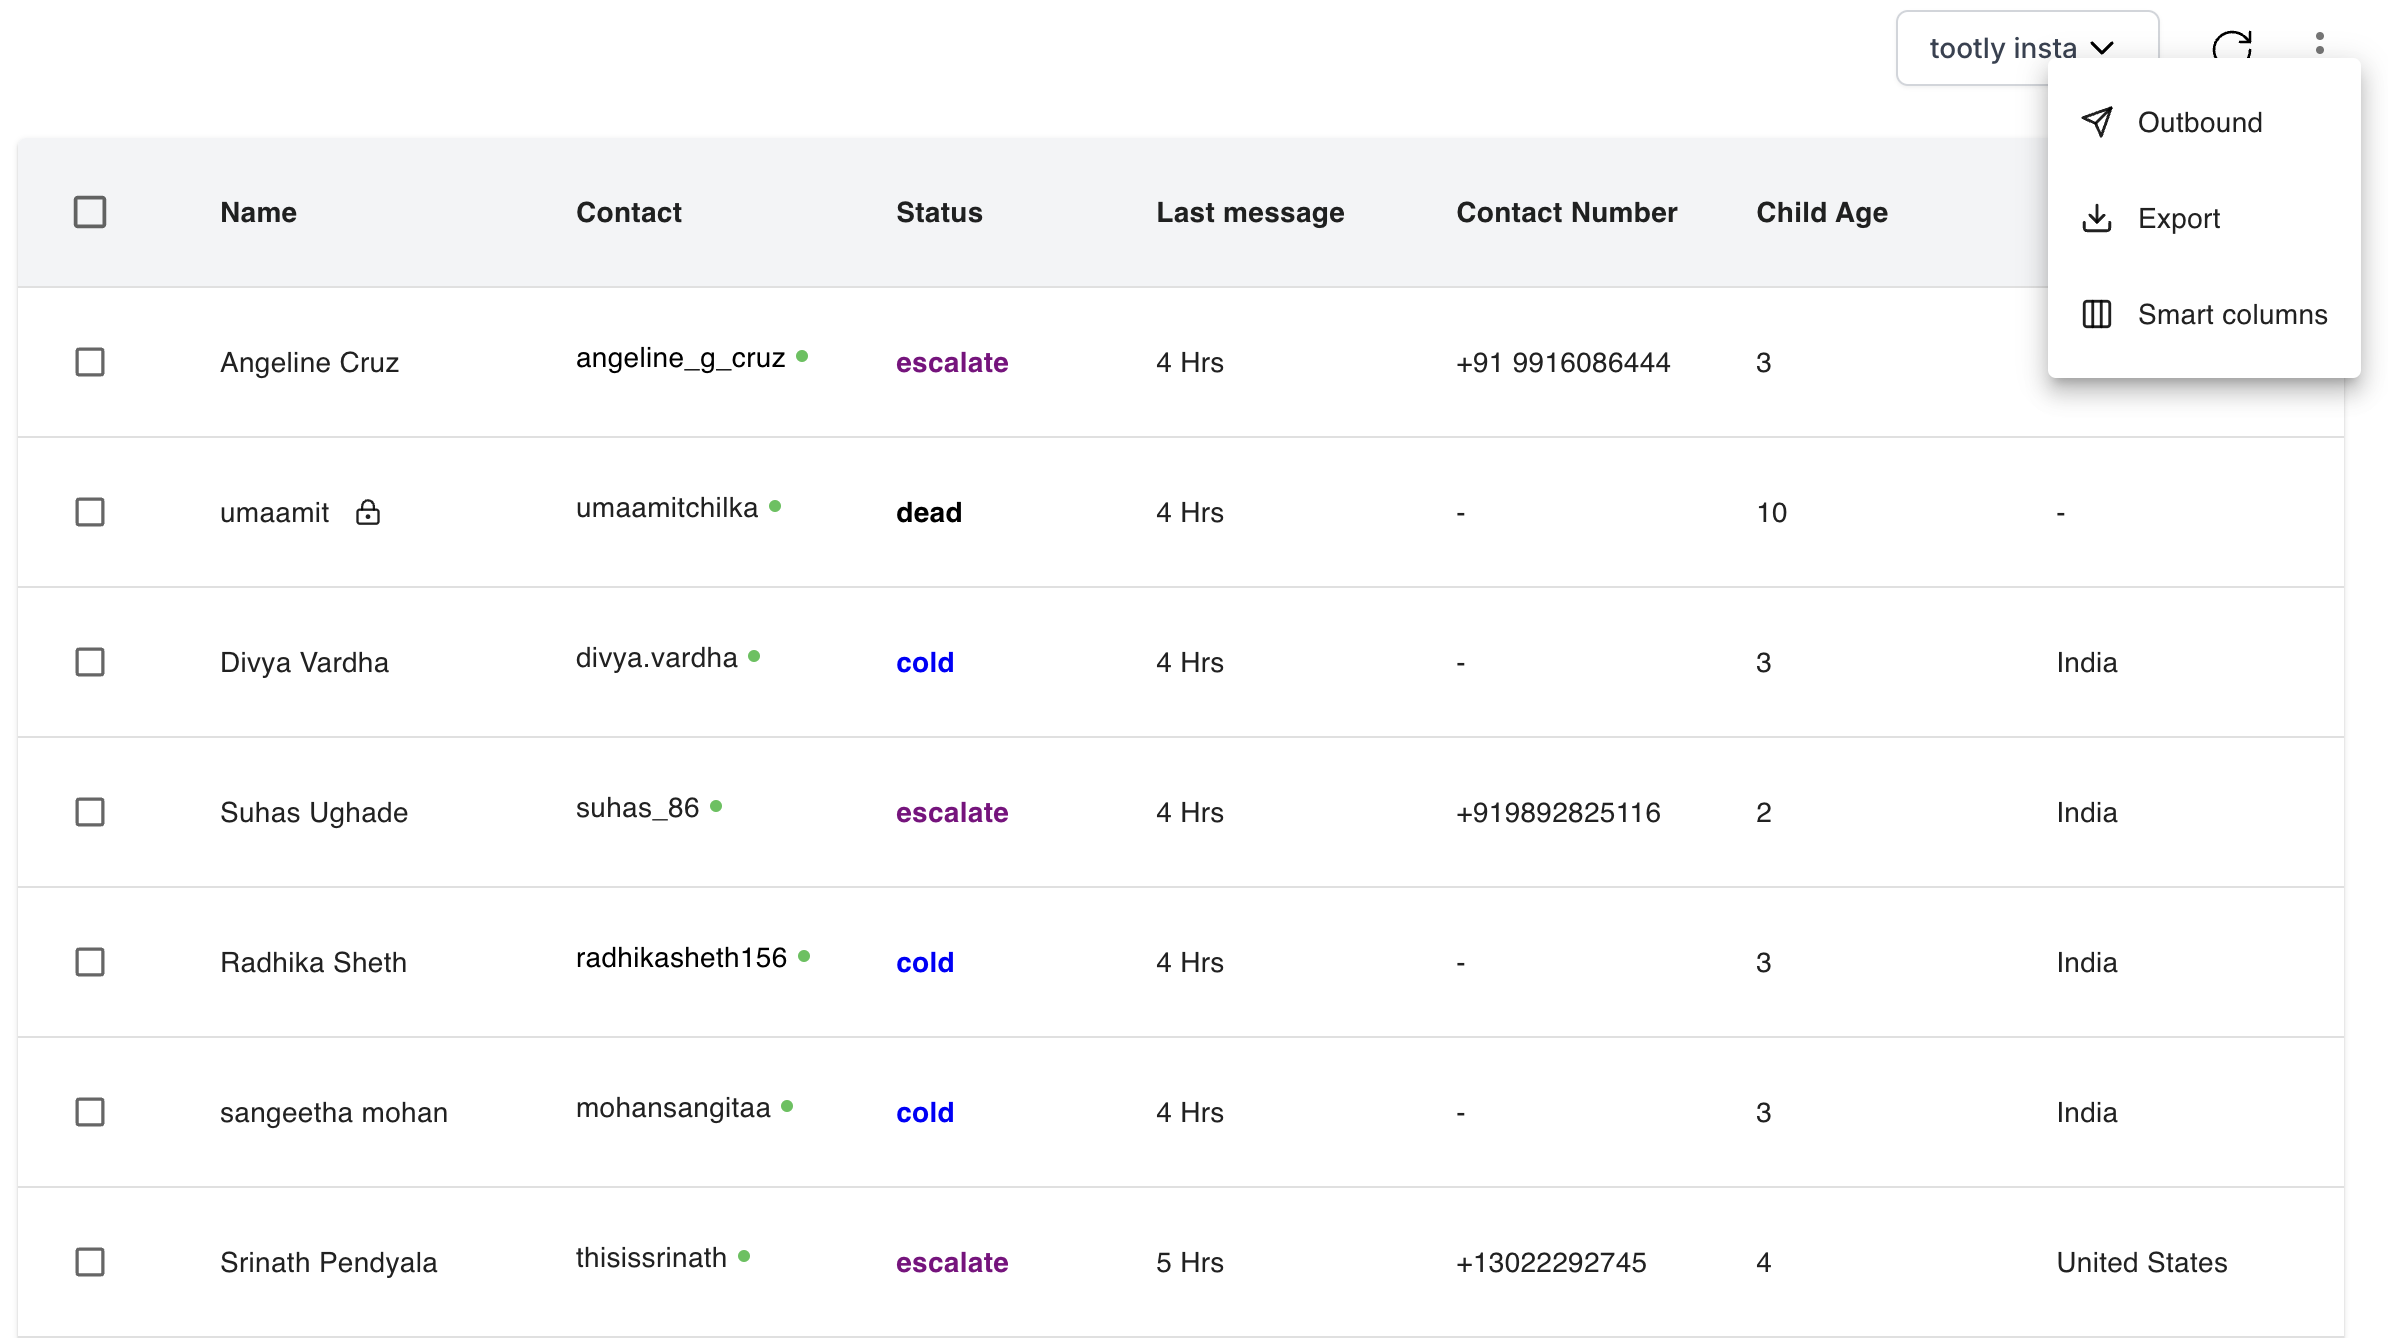 tootly insta
Outbound
Export
Smart columns
Name Contact Status Last message Contact Number Child Age
Angeline Cruz angeline_g_cruz escalate 4 Hrs +91 9916086444 3
umaamit umaamitchilka dead 4 Hrs - 10 -
Divya Vardha divya.vardha cold 4 Hrs - 3 India
Suhas Ughade suhas_86 escalate 4 Hrs +919892825116 2 India
Radhika Sheth radhikasheth156 cold 4 Hrs - 3 India
sangeetha mohan mohansangitaa cold 4 Hrs - 3 India
Srinath Pendyala thisissrinath escalate 5 Hrs +13022292745 4 United States